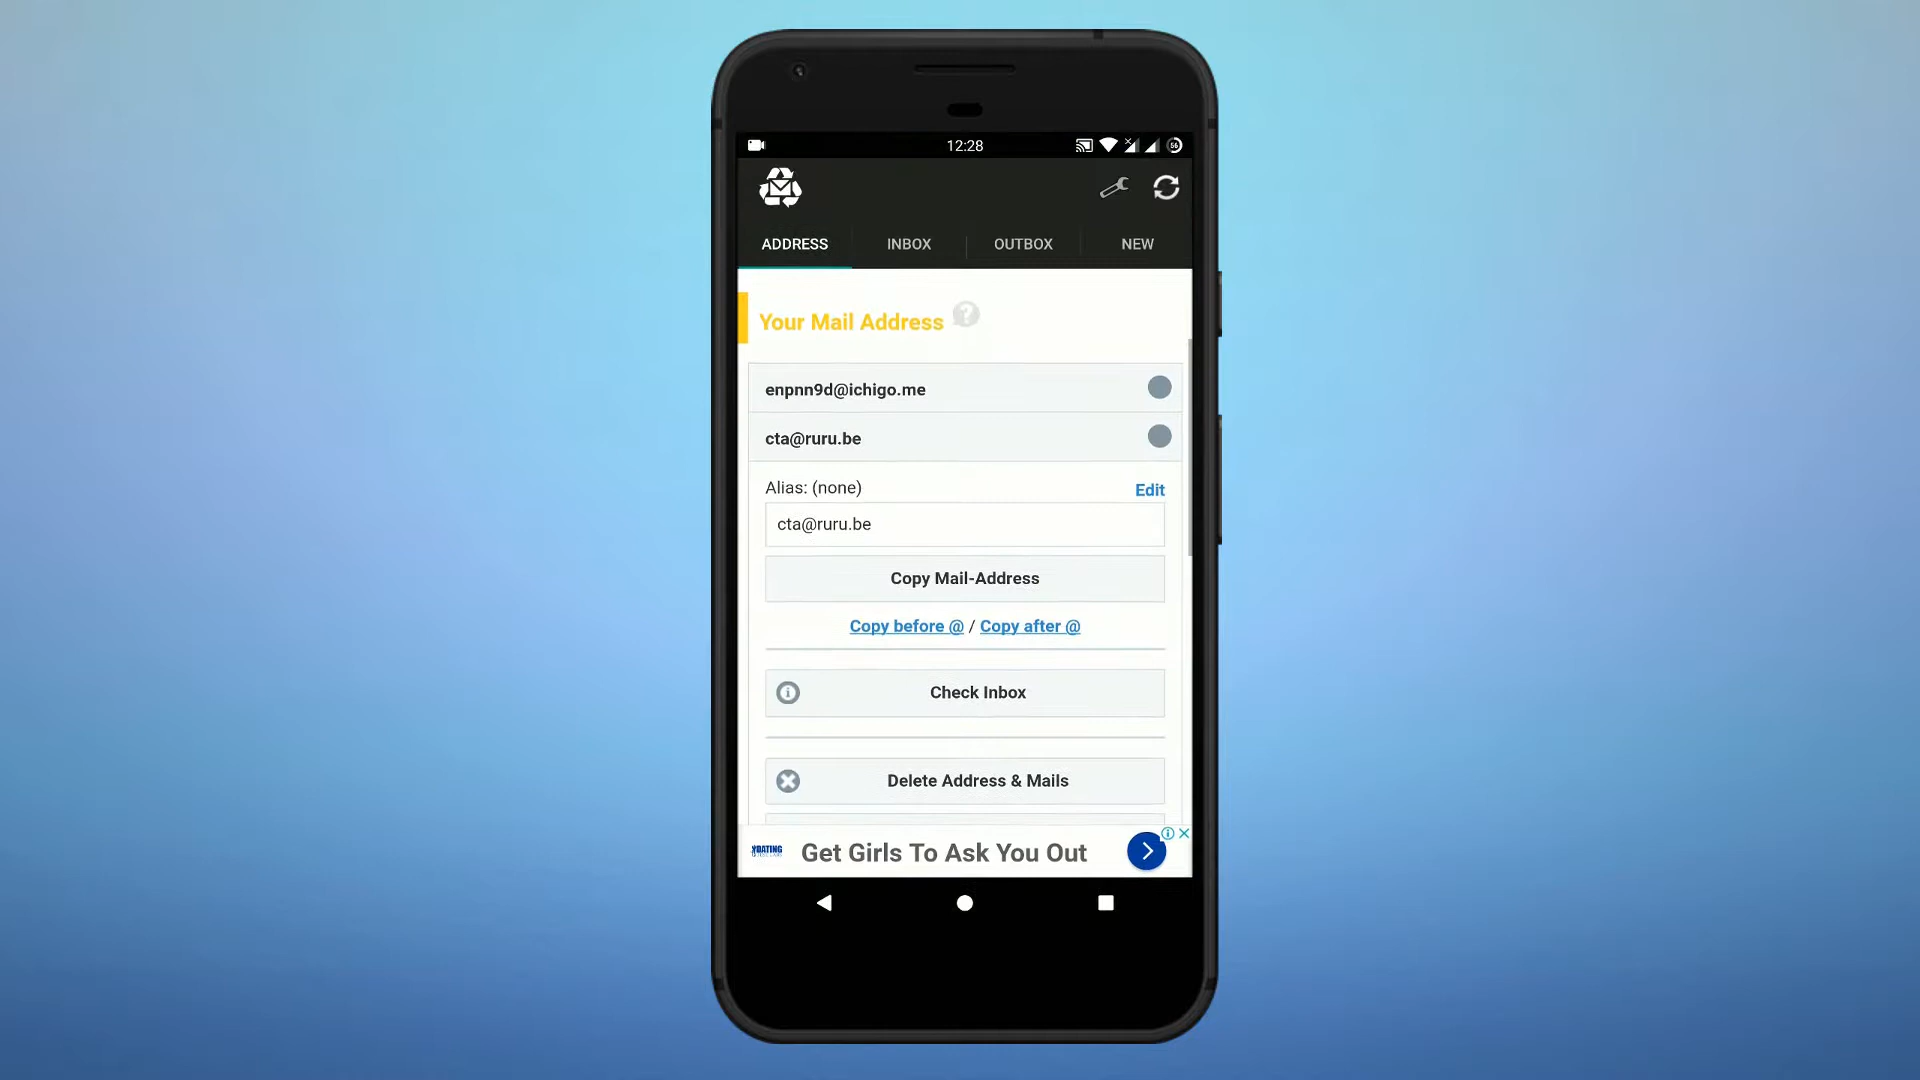 12:28
56
ADDRESS INBOX OUTBOX NEW
Your Mail Address
enpnn9d@ichigo.me
cta@ruru.be
Alias: (none) Edit
cta@ruru.be
Copy Mail-Address
Copy before @ / Copy after @
Check Inbox
Delete Address & Mails
DATING
Get Girls To Ask You Out